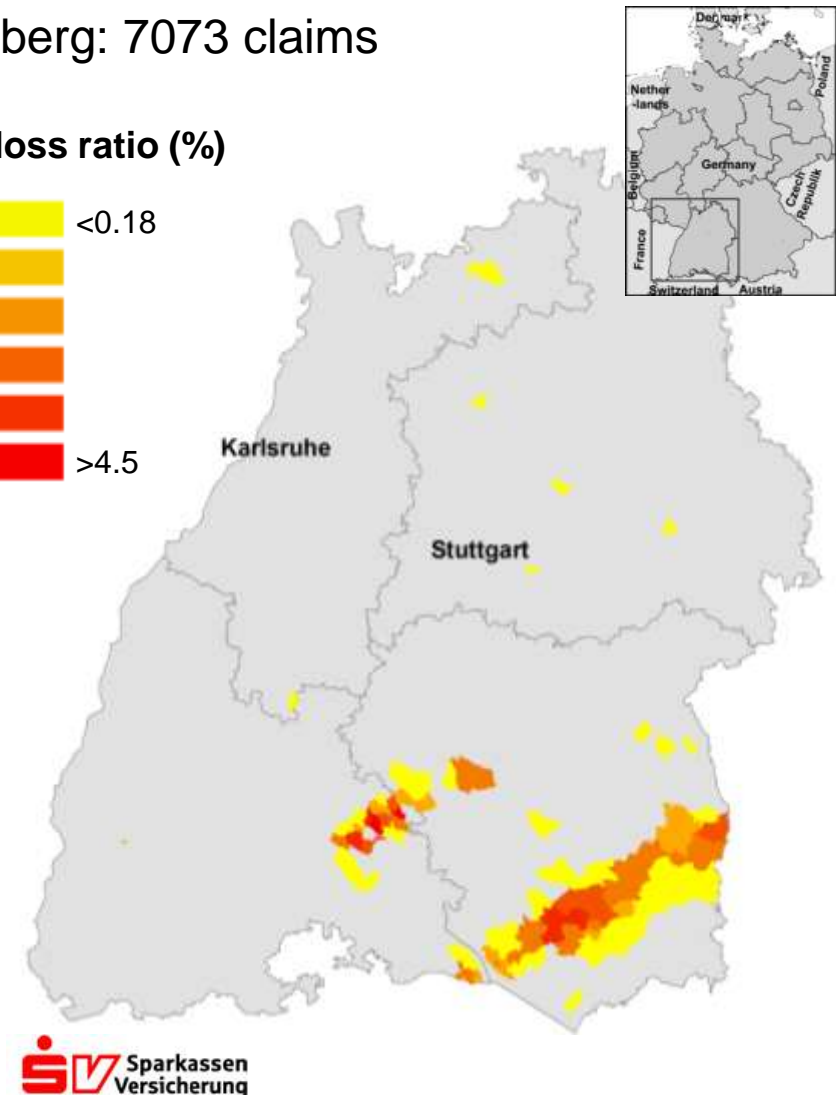 berg: 7073 claims
loss ratio (%)
<0.18
>4.5
Denmark
Nether
-lands
Poland
Belgium
Germany
Czech
Republik
France
Switzerland
Austria
Karlsruhe
Stuttgart
Sparkassen
Versicherung